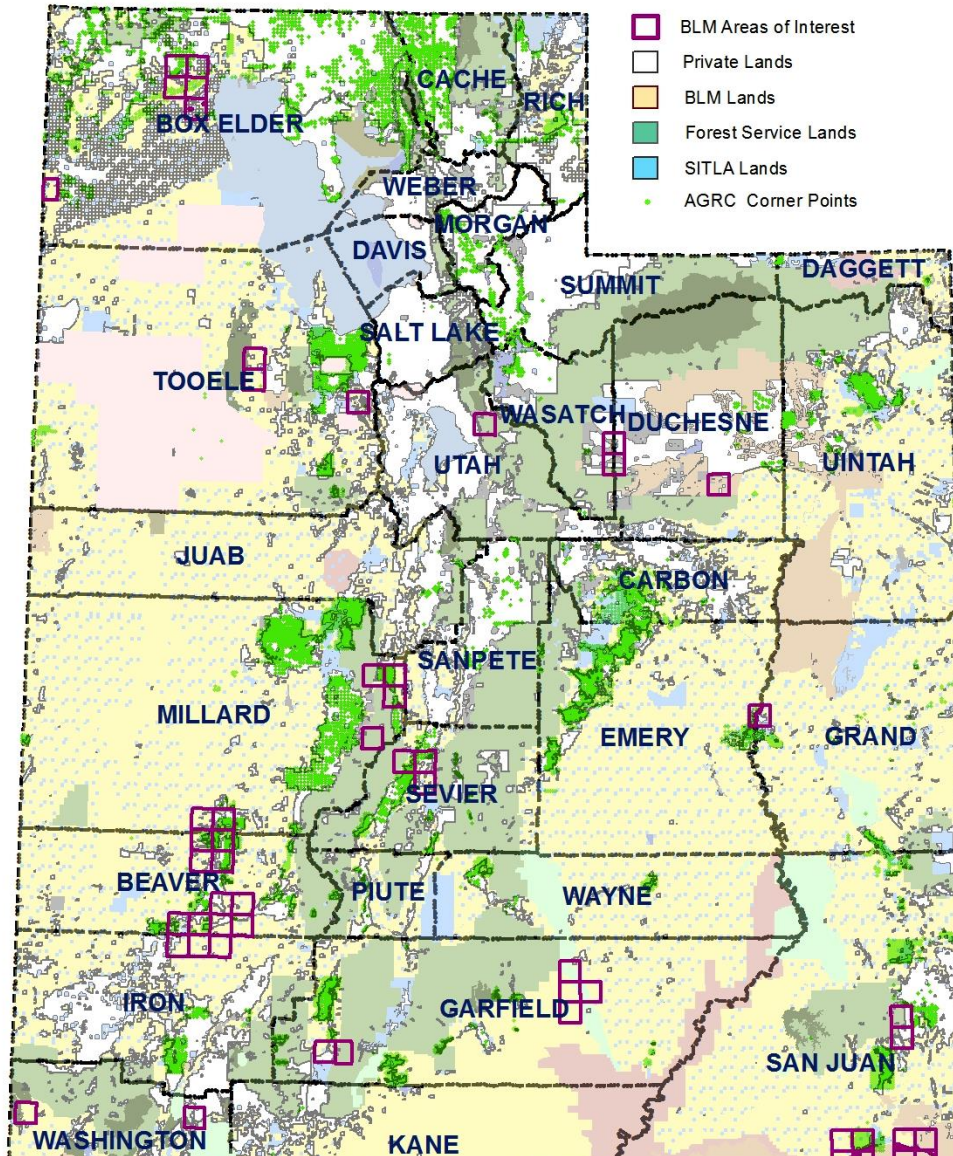 BLM Areas of Interest
Private Lands
BLM Lands
Forest Service Lands
SITLA Lands
AGRC Corner Points
CACHE
RICH
BOX ELDER
WEBER
MORGAN
DAVIS
SUMMIT
DAGGETT
SALT LAKE
TOOELE
WASATCH
DUCHESNE
UTAH
UINTAH
JUAB
CARBON
SANPETE
MILLARD
EMERY
GRAND
SEVIER
BEAVER
PIUTE
WAYNE
IRON
GARFIELD
SAN JUAN
WASHINGTON
KANE